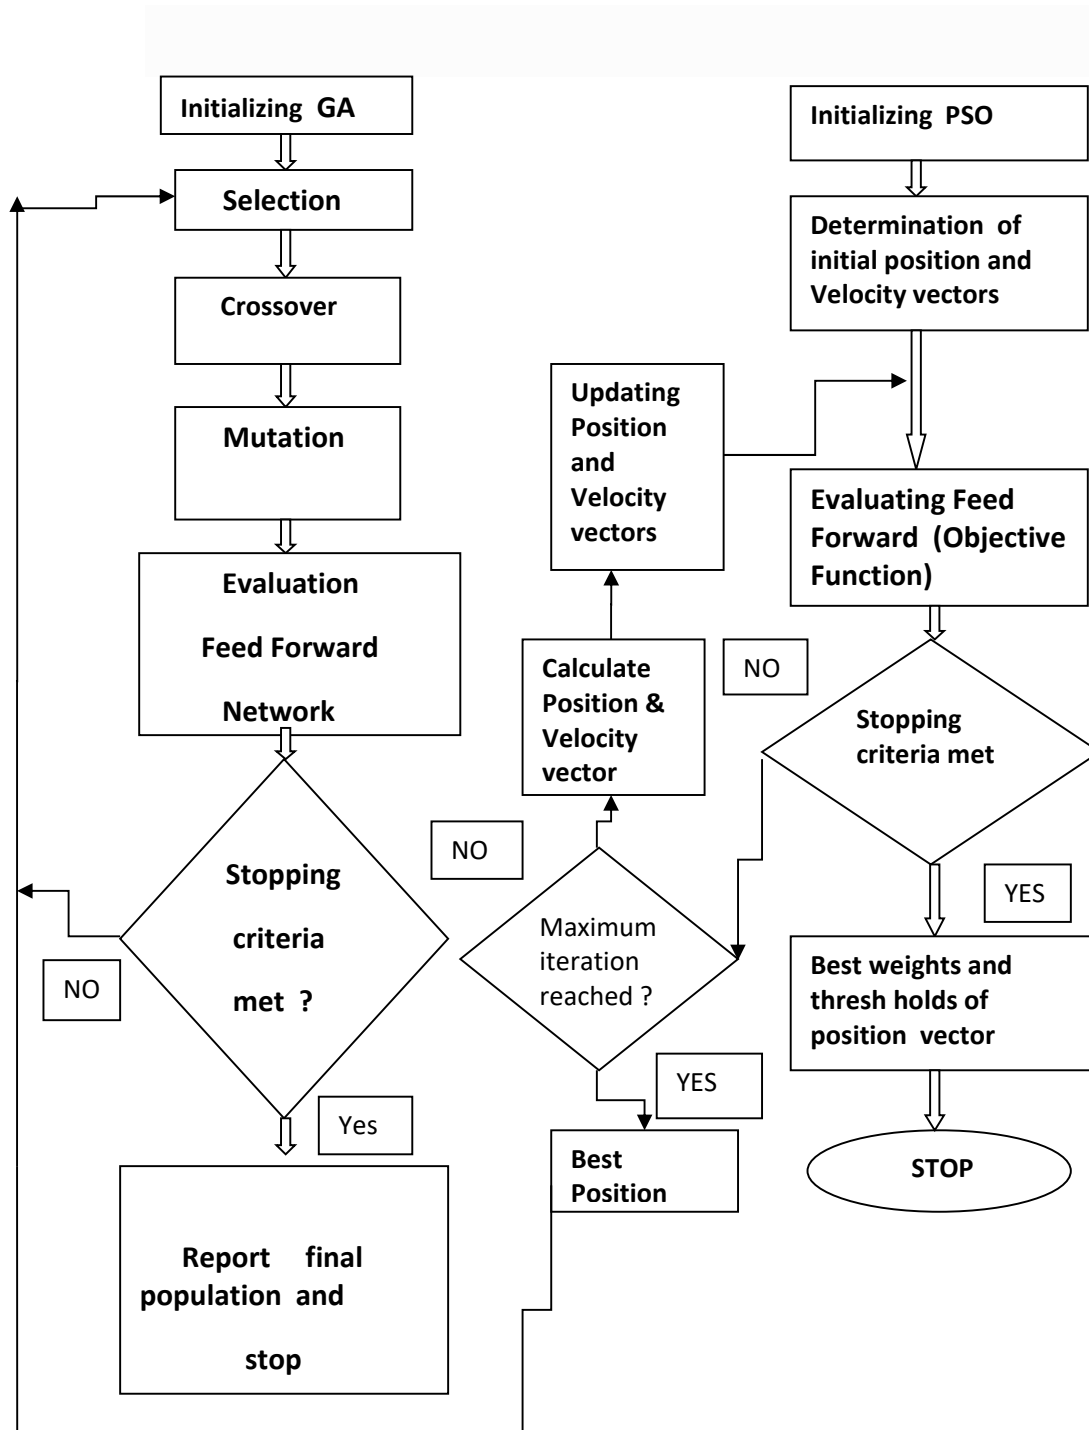 Initializing GA
Selection
Crossover
Mutation
Evaluation
Feed Forward
Network
Stopping
criteria
met ?
NO
Yes
Report final
population and
stop
Initializing PSO
Determination of
initial position and
Velocity vectors
Updating
Position
and
Velocity
vectors
Evaluating Feed
Forward (Objective
Function)
Calculate
Position &
Velocity
vector
NO
Stopping
criteria met
NO
YES
Maximum
iteration
reached ?
Best weights and
thresh holds of
position vector
YES
Best
Position
STOP